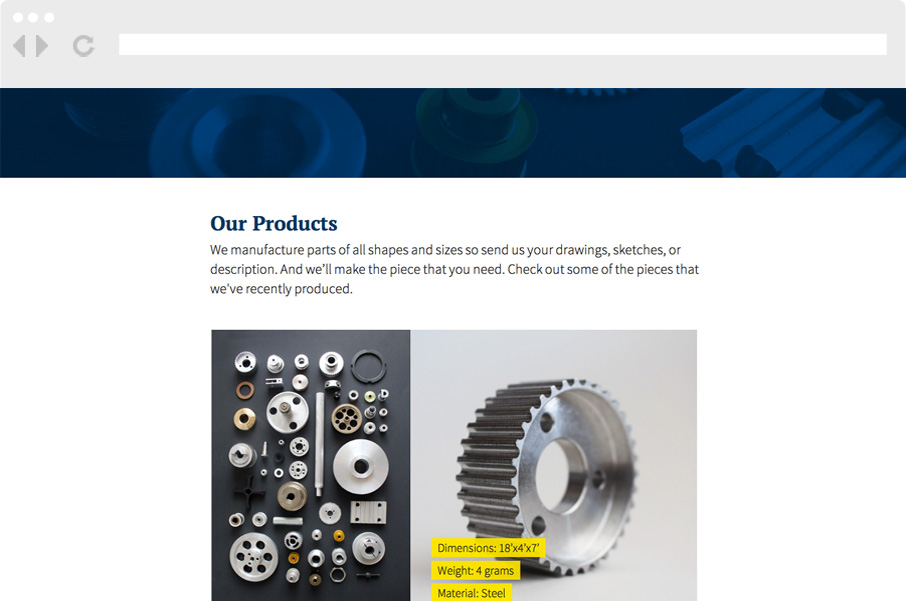 Our Products
We manufacture parts of all shapes and sizes so send us your drawings, sketches, or
description. And we’ll make the piece that you need. Check out some of the pieces that
we've recently produced.
Dimensions: 18'x4'x7'
Weight: 4 grams
Material: Steel